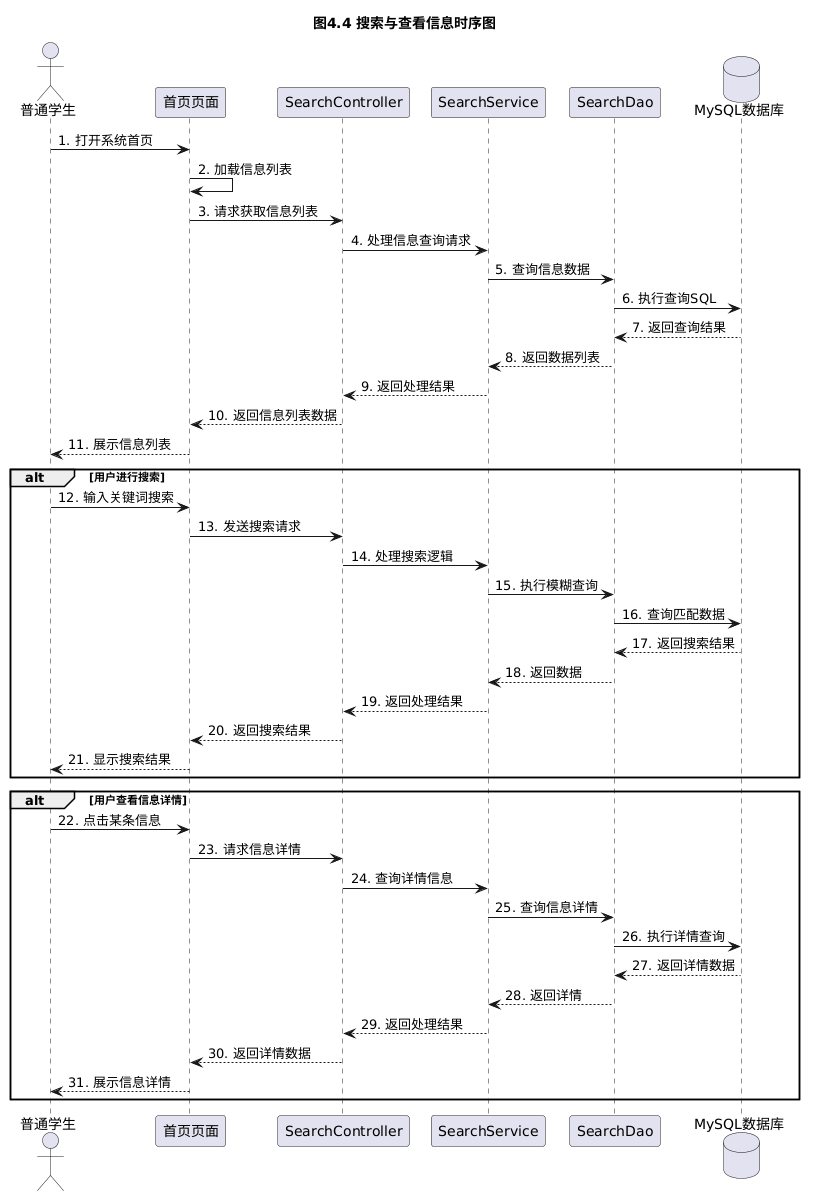 图4.4 搜索与查看信息时序图
普通学生
首页页面
SearchController
SearchService
SearchDao
MySQL数据库
1. 打开系统首页
2. 加载信息列表
3. 请求获取信息列表
4. 处理信息查询请求
5. 查询信息数据
6. 执行查询SQL
7. 返回查询结果
8. 返回数据列表
9. 返回处理结果
10. 返回信息列表数据
11. 展示信息列表
alt [用户进行搜索]
12. 输入关键词搜索
13. 发送搜索请求
14. 处理搜索逻辑
15. 执行模糊查询
16. 查询匹配数据
17. 返回搜索结果
18. 返回数据
19. 返回处理结果
20. 返回搜索结果
21. 显示搜索结果
alt [用户查看信息详情]
22. 点击某条信息
23. 请求信息详情
24. 查询详情信息
25. 查询信息详情
26. 执行详情查询
27. 返回详情数据
28. 返回详情
29. 返回处理结果
30. 返回详情数据
31. 展示信息详情
普通学生
首页页面
SearchController
SearchService
SearchDao
MySQL数据库